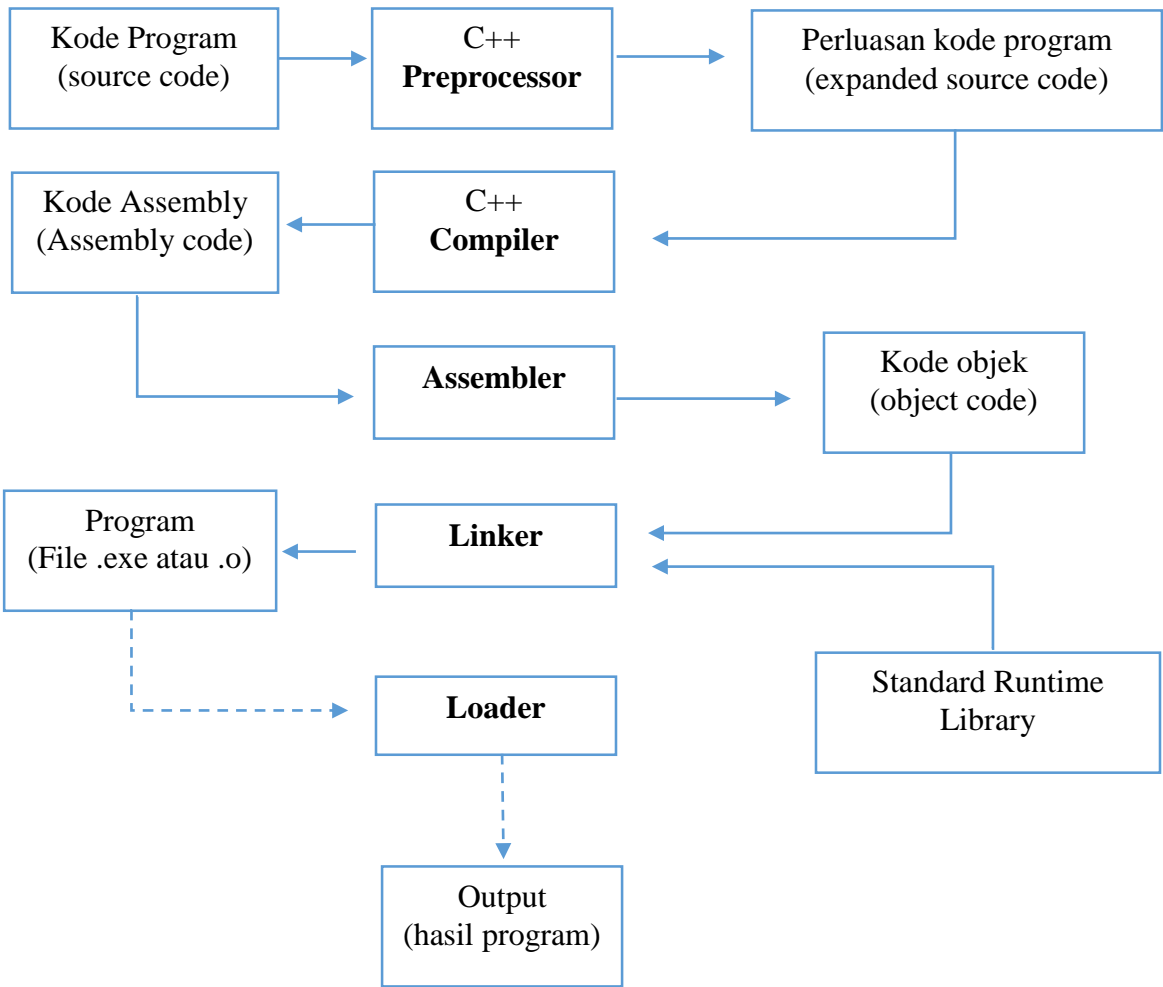 Kode Program
(source code)
C++
Preprocessor
Perluasan kode program
(expanded source code)
Kode Assembly
(Assembly code)
C++
Compiler
Assembler
Kode objek
(object code)
Program
(File .exe atau .o)
Linker
Standard Runtime
Library
Loader
Output
(hasil program)